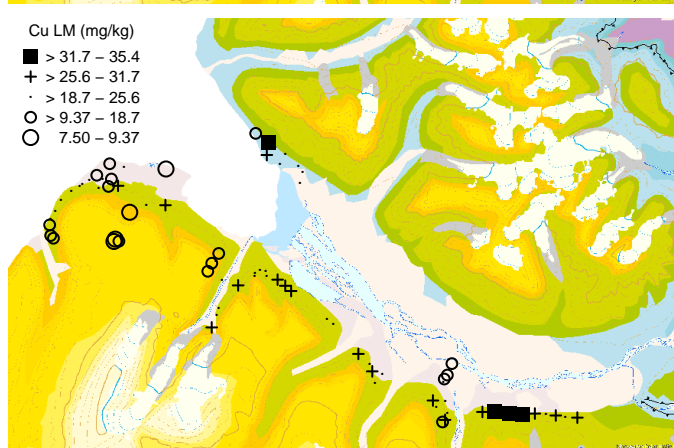 Cu LM (mg/kg)
> 31.7 – 35.4
> 25.6 – 31.7
> 18.7 – 25.6
> 9.37 – 18.7
7.50 – 9.37